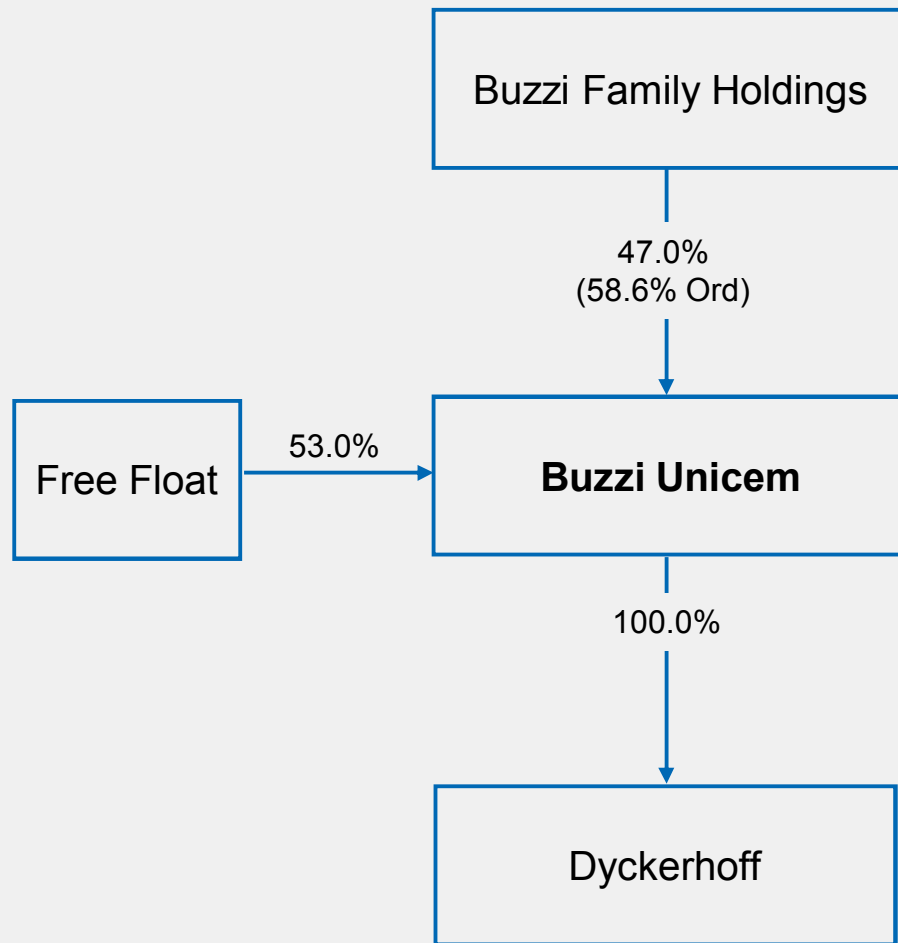 Buzzi Family Holdings
47.0%
(58.6% Ord)
53.0%
Free Float
Buzzi Unicem
100.0%
Dyckerhoff